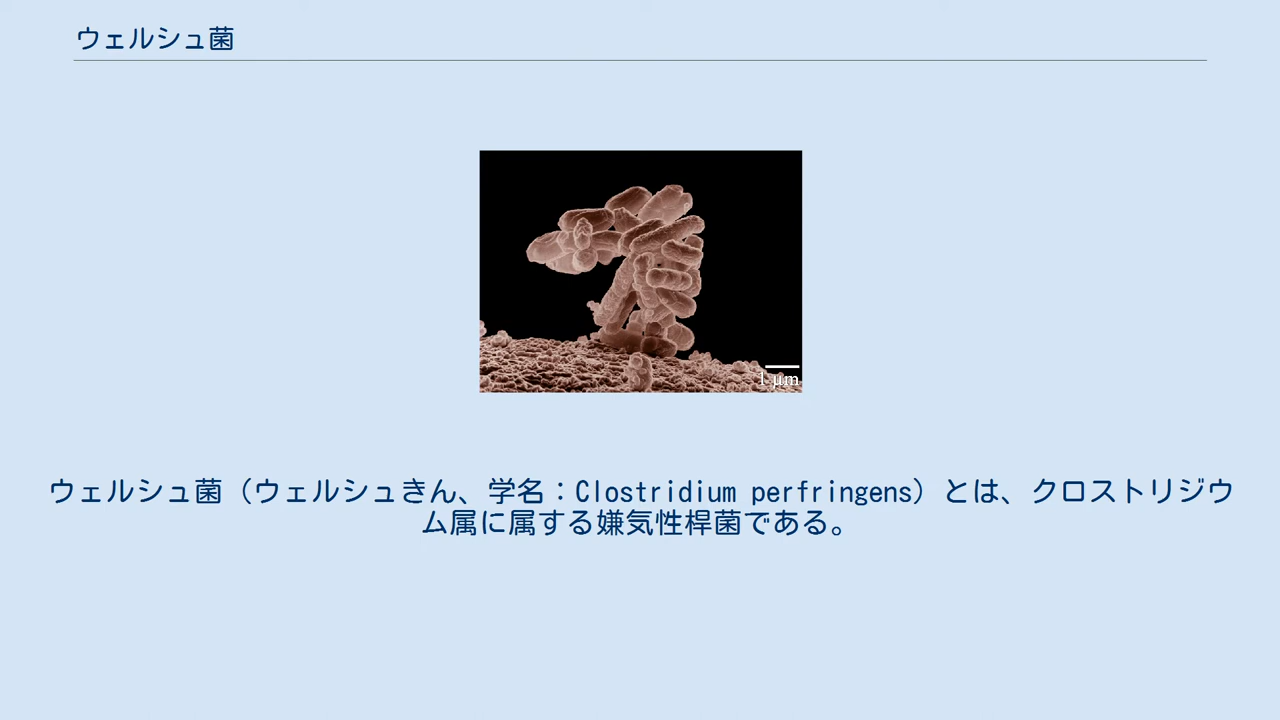 ウェルシュ菌
1 μm
ウェルシュ菌（ウェルシュきん、学名：Clostridium perfringens）とは、クロストリジウ
ム属に属する嫌気性桿菌である。